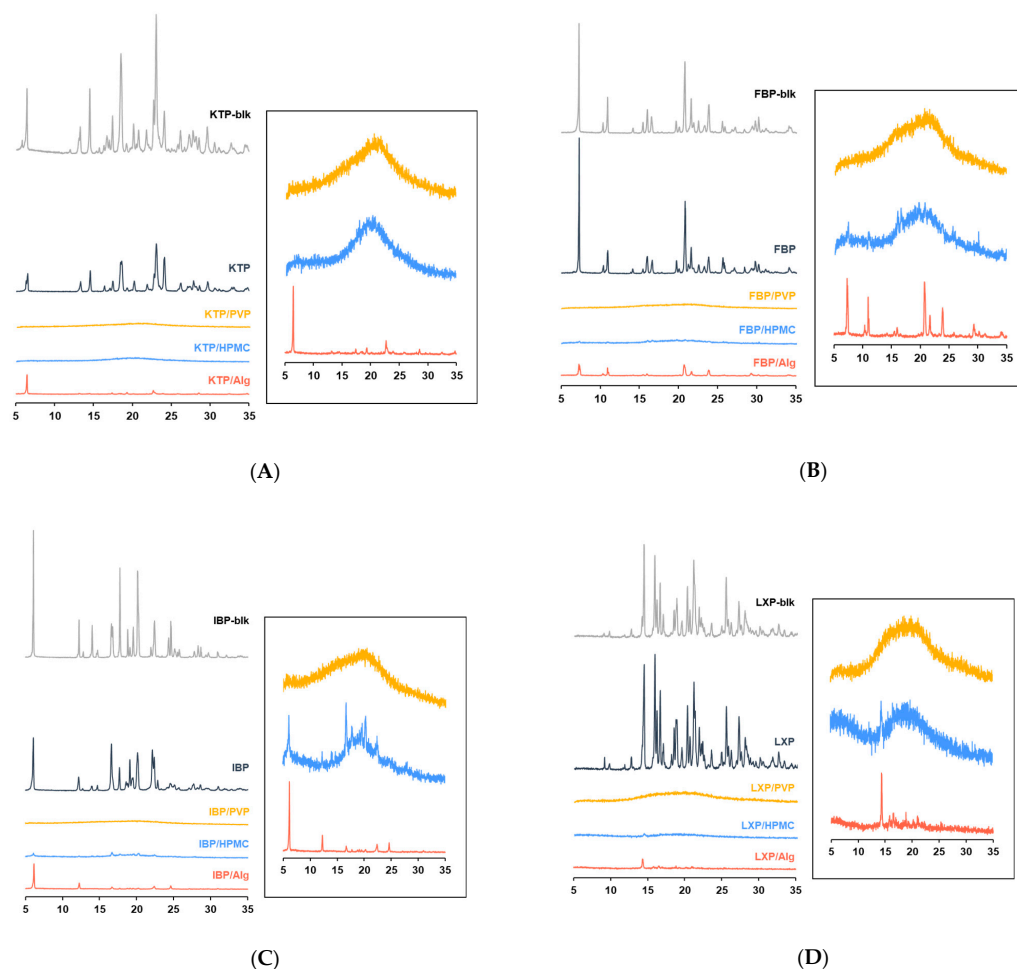 KTP-blk
KTP
KTP/PVP
KTP/HPMC
KTP/Alg
5 10 15 20 25 30 35
5 10 15 20 25 30 35
(A)
FBP-blk
FBP
FBP/PVP
FBP/HPMC
FBP/Alg
5 10 15 20 25 30 35
5 10 15 20 25 30 35
(B)
IBP-blk
IBP
IBP/PVP
IBP/HPMC
IBP/Alg
5 10 15 20 25 30 35
5 10 15 20 25 30 35
(C)
LXP-blk
LXP
LXP/PVP
LXP/HPMC
LXP/Alg
5 10 15 20 25 30 35
5 10 15 20 25 30 35
(D)